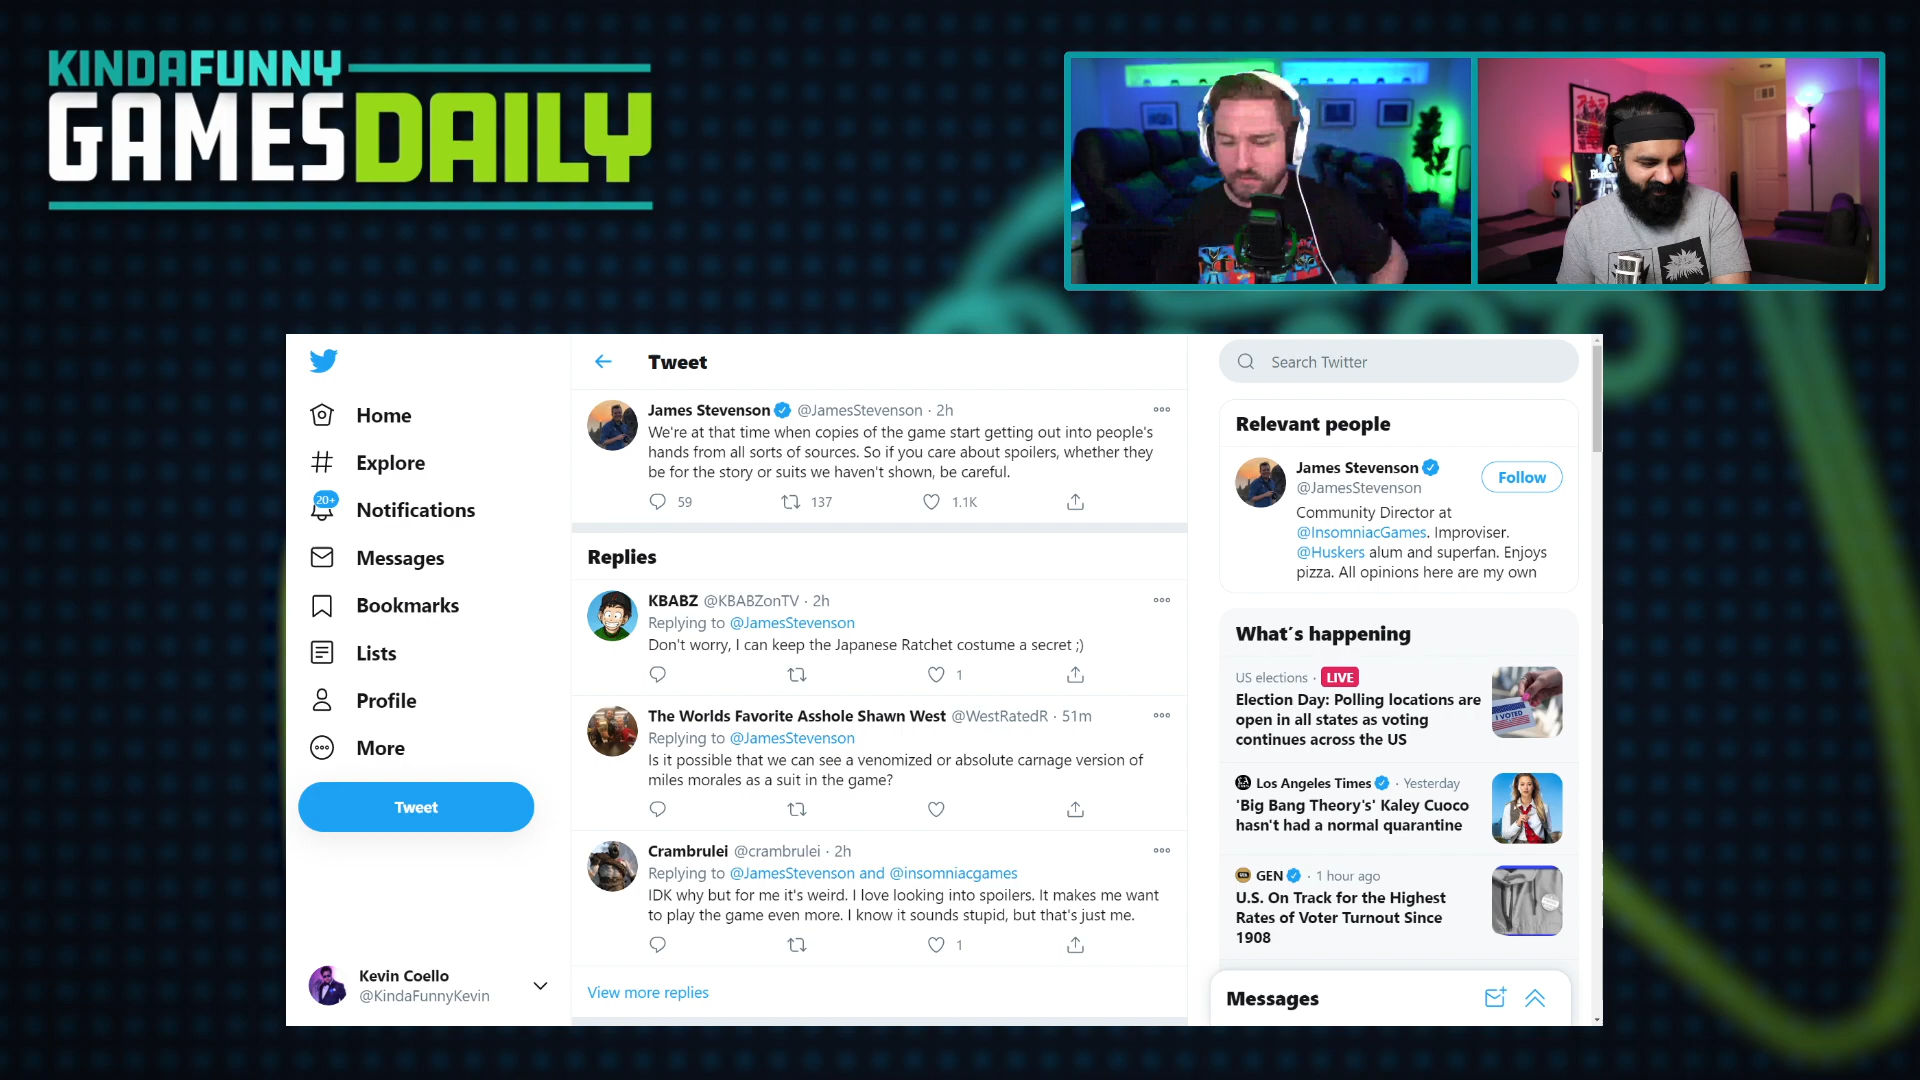 KINDAFUNNY
GAMESDAILY
Tweet
James Stevenson @JamesStevenson · 2h
We're at that time when copies of the game start getting out into people's
hands from all sorts of sources. So if you care about spoilers, whether they
be for the story or suits we haven't shown, be careful.
59 137 1.1K
Replies
KBABZ @KBABZonTV · 2h
Replying to @JamesStevenson
Don't worry, I can keep the Japanese Ratchet costume a secret ;)
1
The Worlds Favorite Asshole Shawn West @WestRatedR · 51m
Replying to @JamesStevenson
Is it possible that we can see a venomized or absolute carnage version of
miles morales as a suit in the game?
Crambrulei @crambrulei · 2h
Replying to @JamesStevenson and @insomniacgames
IDK why but for me it's weird. I love looking into spoilers. It makes me want
to play the game even more. I know it sounds stupid, but that's just me.
1
View more replies
Home
Explore
20+
Notifications
Messages
Bookmarks
Lists
Profile
More
Tweet
Kevin Coello
@KindaFunnyKevin
Search Twitter
Relevant people
James Stevenson
@JamesStevenson
Follow
Community Director at
@InsomniacGames. Improviser.
@Huskers alum and superfan. Enjoys
pizza. All opinions here are my own
What's happening
US elections · LIVE
Election Day: Polling locations are
open in all states as voting
continues across the US
I VOTED
Los Angeles Times · Yesterday
'Big Bang Theory's' Kaley Cuoco
hasn't had a normal quarantine
GEN · 1 hour ago
U.S. On Track for the Highest
Rates of Voter Turnout Since
1908
Messages